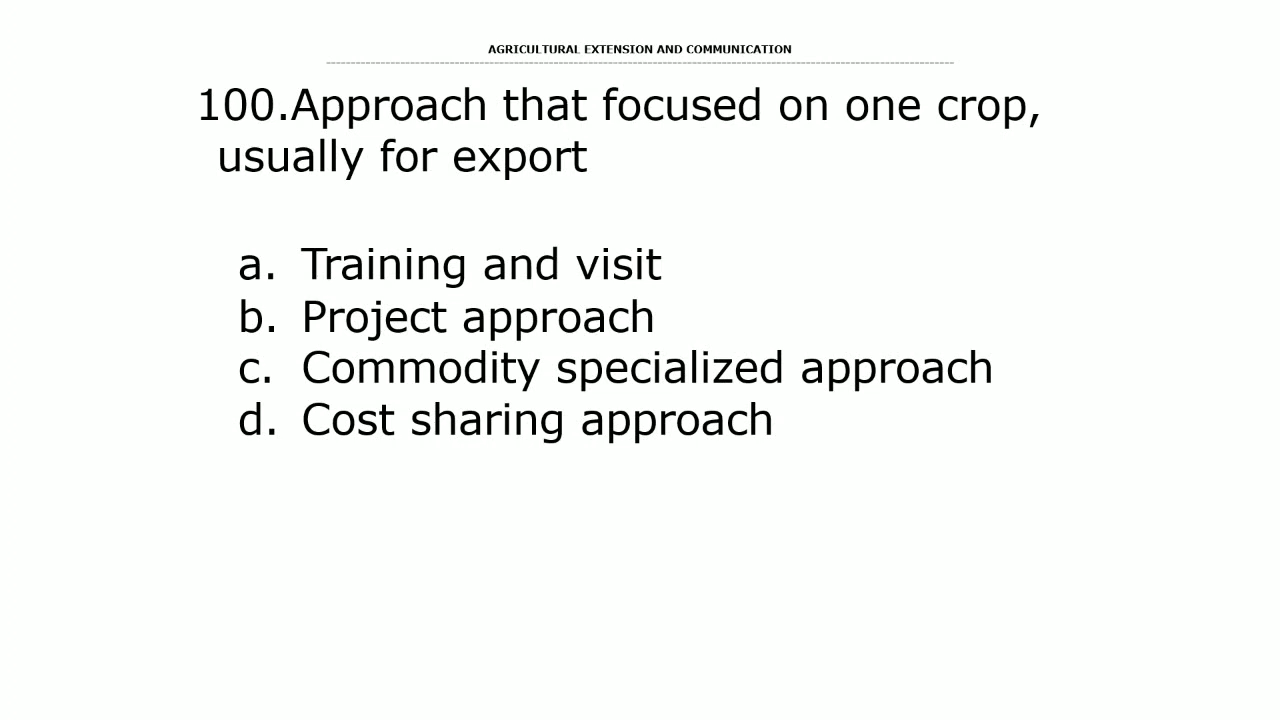 AGRICULTURAL EXTENSION AND COMMUNICATION
100.Approach that focused on one crop,
usually for export
a. Training and visit
b. Project approach
c. Commodity specialized approach
d. Cost sharing approach